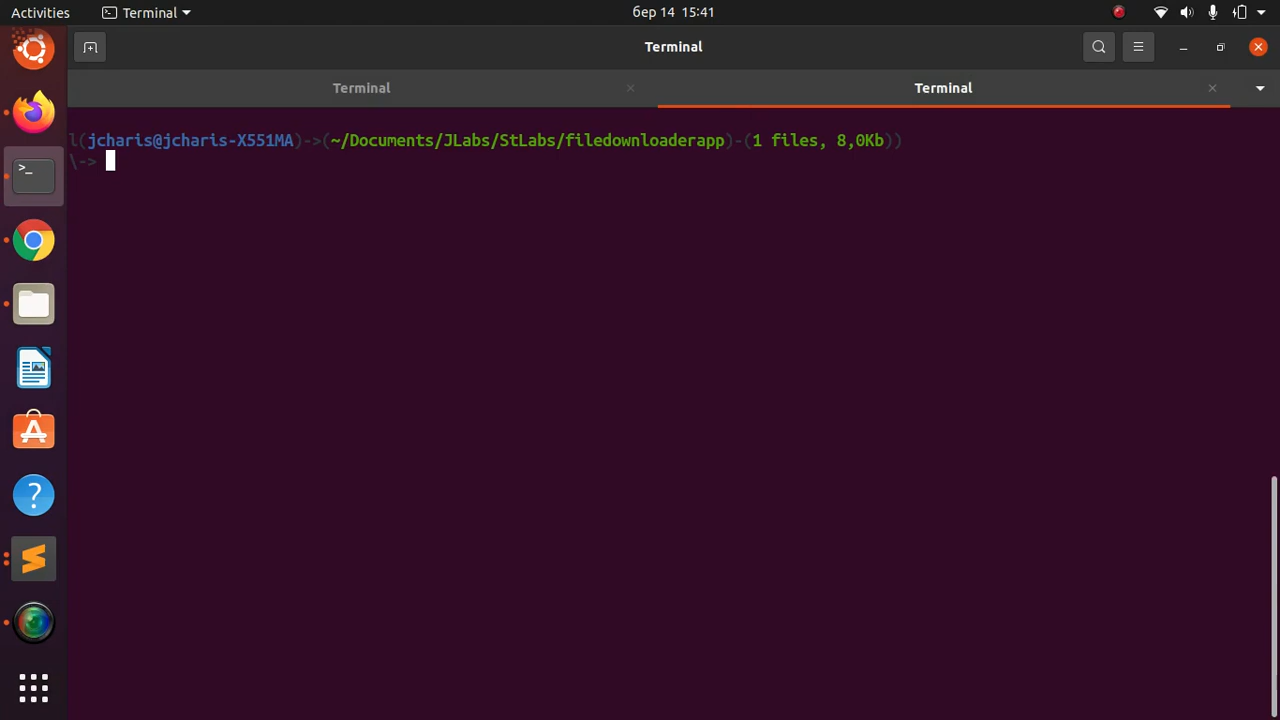 Activities
Terminal
бер 14 15:41
Terminal
Terminal
Terminal
l(jcharis@jcharis-X551MA)->(~/Documents/JLabs/StLabs/filedownloaderapp)-(1 files, 8,0Kb))
\->